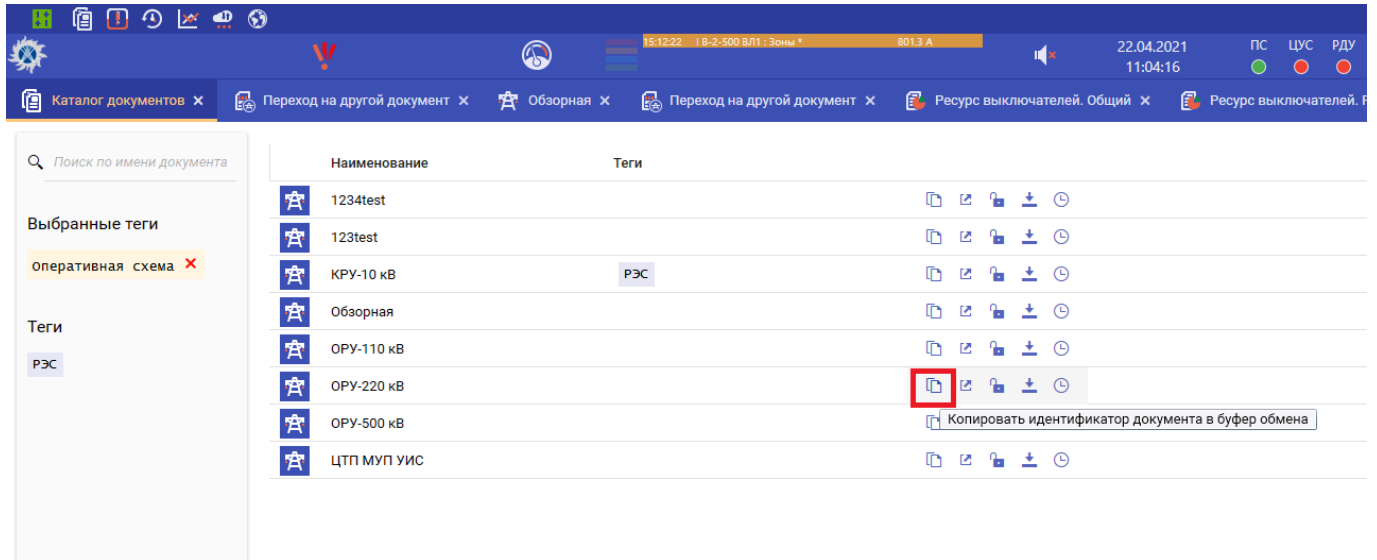 15:12:22 I В-2-500 ВЛ1 : Зоны * 801.3 А
22.04.2021
11:04:16
ПС ЦУС РДУ
Каталог документов × Переход на другой документ × Обзорная × Переход на другой документ × Ресурс выключателей. Общий × Ресурс выключателей.
Поиск по имени документа
Наименование Теги
1234test
Выбранные теги
123test
Оперативная схема ×
КРУ-10 кВ РЭС
Обзорная
Теги
ОРУ-110 кВ
РЭС
ОРУ-220 кВ
Копировать идентификатор документа в буфер обмена
ОРУ-500 кВ
ЦТП МУП УИС